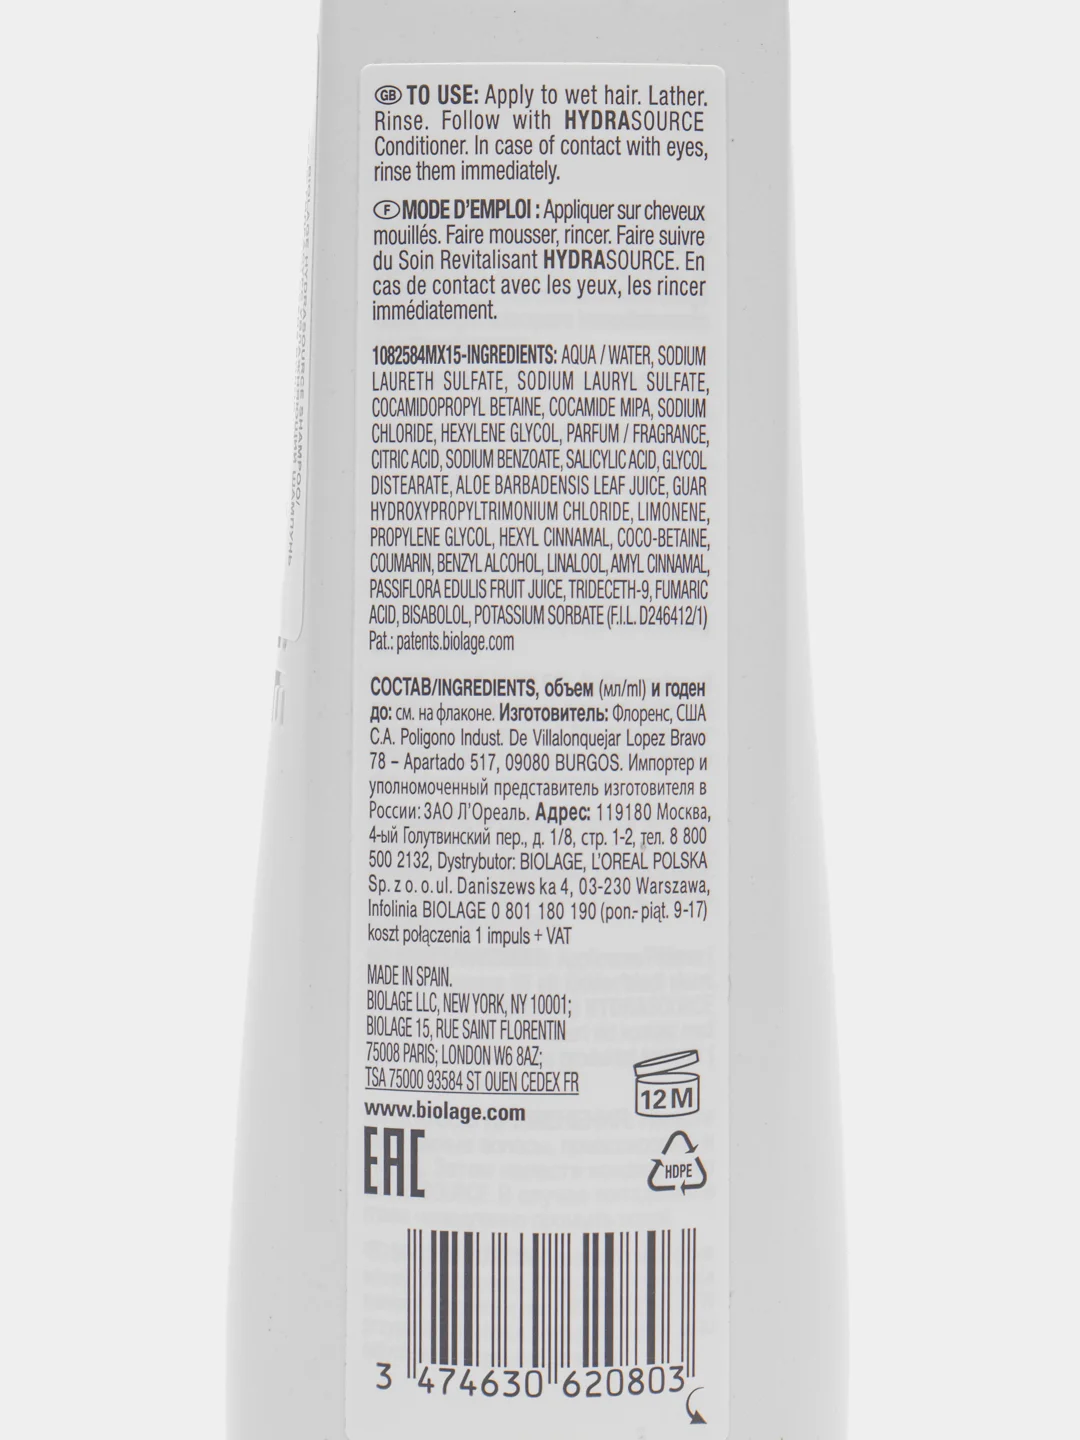 GB TO USE: Apply to wet hair. Lather.
Rinse. Follow with HYDRASOURCE
Conditioner. In case of contact with eyes,
rinse them immediately.
F MODE D'EMPLOI : Appliquer sur cheveux
mouillés. Faire mousser, rincer. Faire suivre
du Soin Revitalisant HYDRASOURCE. En
cas de contact avec les yeux, les rincer
immédiatement.
1082584MX15-INGREDIENTS: AQUA / WATER, SODIUM
LAURETH SULFATE, SODIUM LAURYL SULFATE,
COCAMIDOPROPYL BETAINE, COCAMIDE MIPA, SODIUM
CHLORIDE, HEXYLENE GLYCOL, PARFUM / FRAGRANCE,
CITRIC ACID, SODIUM BENZOATE, SALICYLIC ACID, GLYCOL
DISTEARATE, ALOE BARBADENSIS LEAF JUICE, GUAR
HYDROXYPROPYLTRIMONIUM CHLORIDE, LIMONENE,
PROPYLENE GLYCOL, HEXYL CINNAMAL, COCO-BETAINE,
COUMARIN, BENZYL ALCOHOL, LINALOOL, AMYL CINNAMAL,
PASSIFLORA EDULIS FRUIT JUICE, TRIDECETH-9, FUMARIC
ACID, BISABOLOL, POTASSIUM SORBATE (F.I.L. D246412/1)
Pat.: patents.biolage.com
СОСТАВ/INGREDIENTS, объем (мл/ml) и годен
до: см. на флаконе. Изготовитель: Флоренс, США
C.A. Poligono Indust. De Villalonquejar Lopez Bravo
78 – Apartado 517, 09080 BURGOS. Импортер и
уполномоченный представитель изготовителя в
России: ЗАО Л'Ореаль. Адрес: 119180 Москва,
4-ый Голутвинский пер., д. 1/8, стр. 1-2, тел. 8 800
500 2132, Dystrybutor: BIOLAGE, L'OREAL POLSKA
Sp. z o. o. ul. Daniszews ka 4, 03-230 Warszawa,
Infolinia BIOLAGE 0 801 180 190 (pon.- piąt. 9-17)
koszt połączenia 1 impuls + VAT
MADE IN SPAIN.
BIOLAGE LLC, NEW YORK, NY 10001;
BIOLAGE 15, RUE SAINT FLORENTIN
75008 PARIS; LONDON W6 8AZ;
TSA 75000 93584 ST OUEN CEDEX FR
www.biolage.com
12 M
EAC
HDPE
3 474630 620803
BIOLAGE HYDRASOURCE SHAMPOO/
ШАМПУНЬ